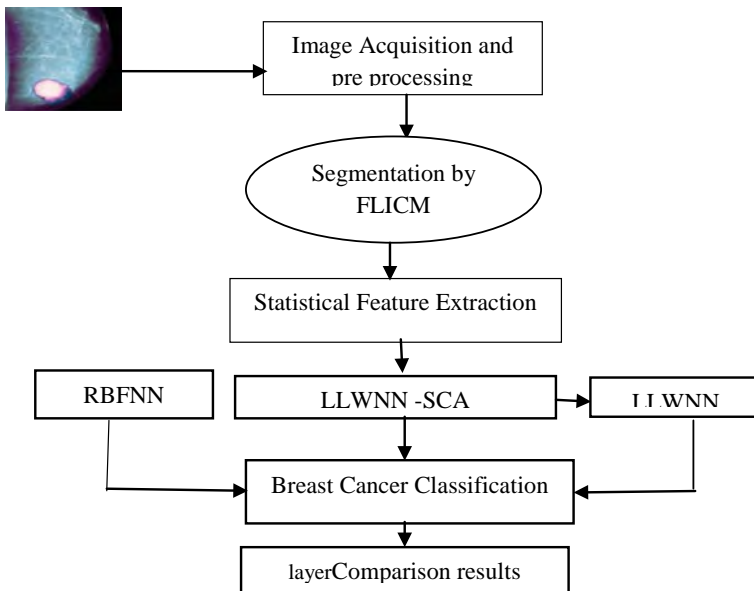 Image Acquisition and
pre processing
Segmentation by
FLICM
Statistical Feature Extraction
RBFNN
LLWNN -SCA
LLWNN
Breast Cancer Classification
layerComparison results